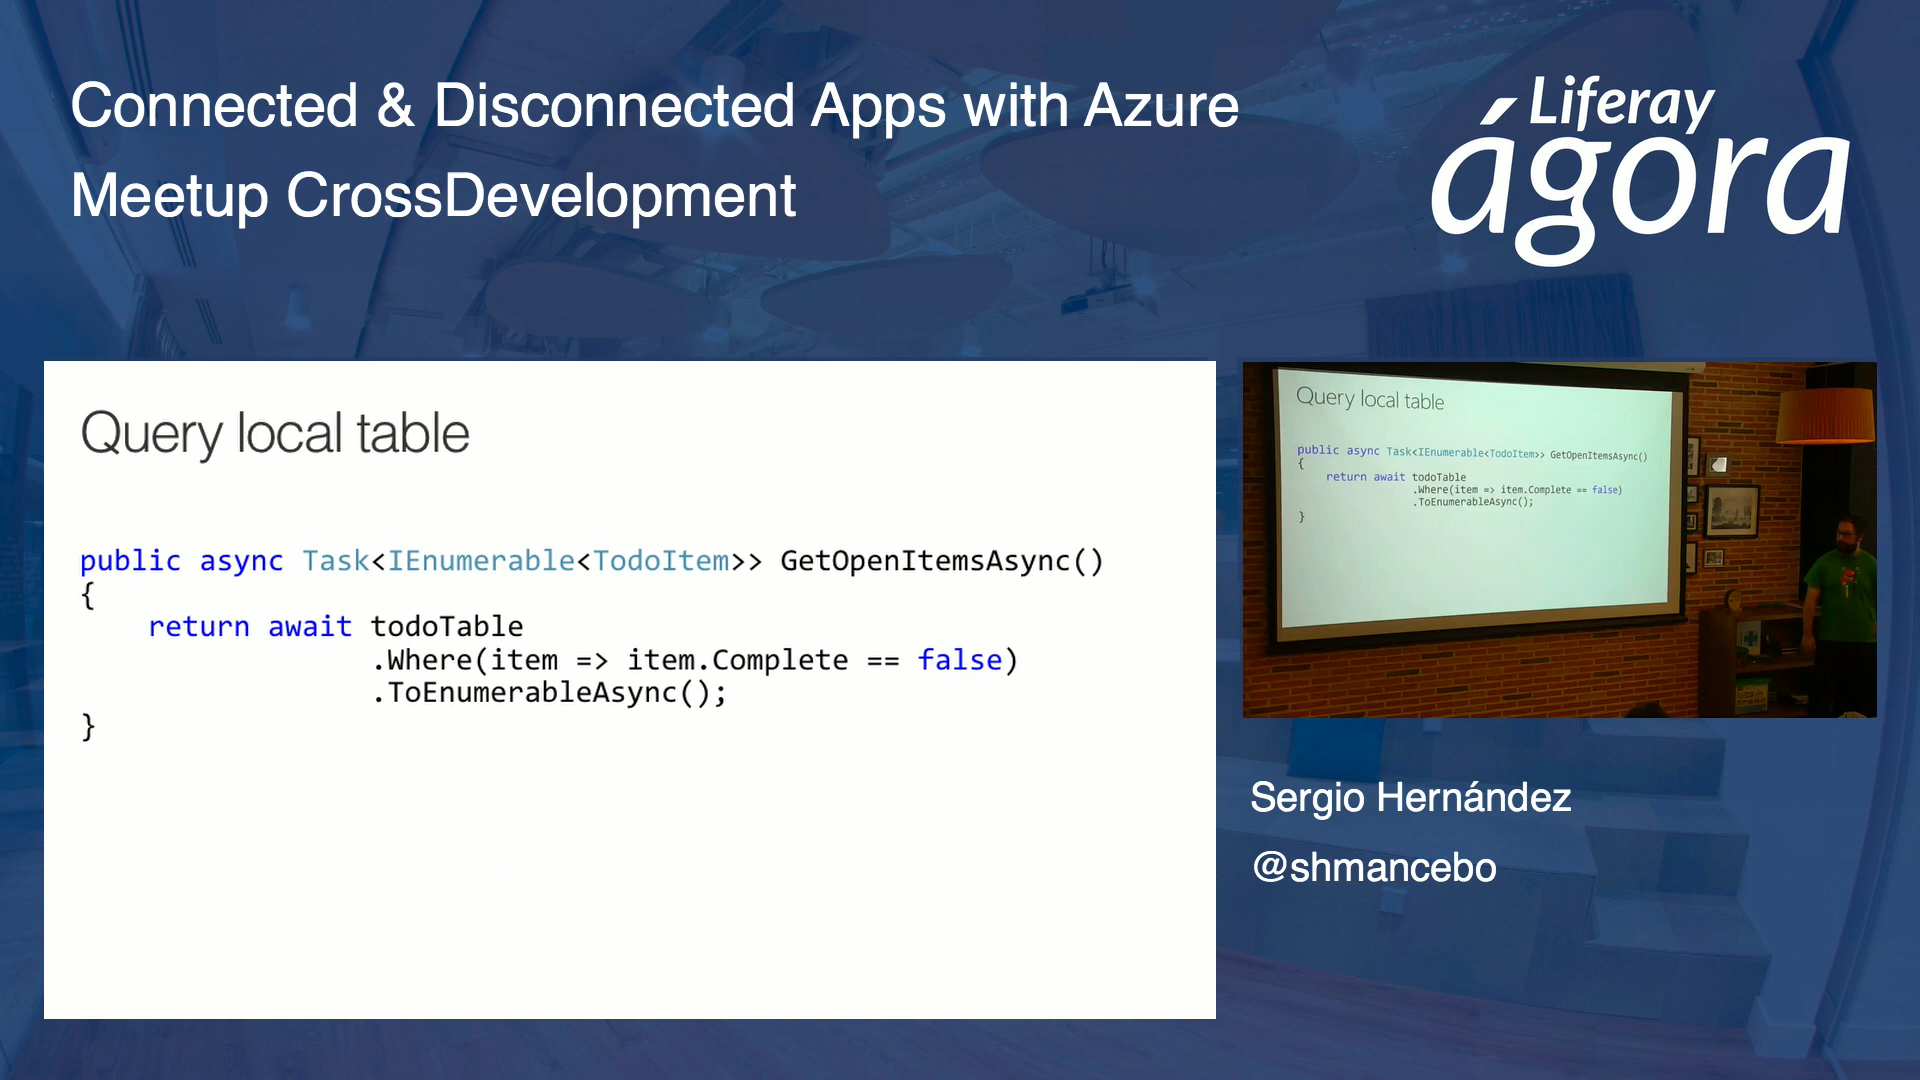 Connected & Disconnected Apps with Azure
Meetup CrossDevelopment
Liferay
ágora
Query local table
public async Task<IEnumerable<TodoItem>> GetOpenItemsAsync()
{
    return await todoTable
                 .Where(item => item.Complete == false)
                 .ToEnumerableAsync();
}
Query local table
public async Task<IEnumerable<TodoItem>> GetOpenItemsAsync()
{
    return await todoTable
                 .Where(item => item.Complete == false)
                 .ToEnumerableAsync();
}
Sergio Hernández
@shmancebo